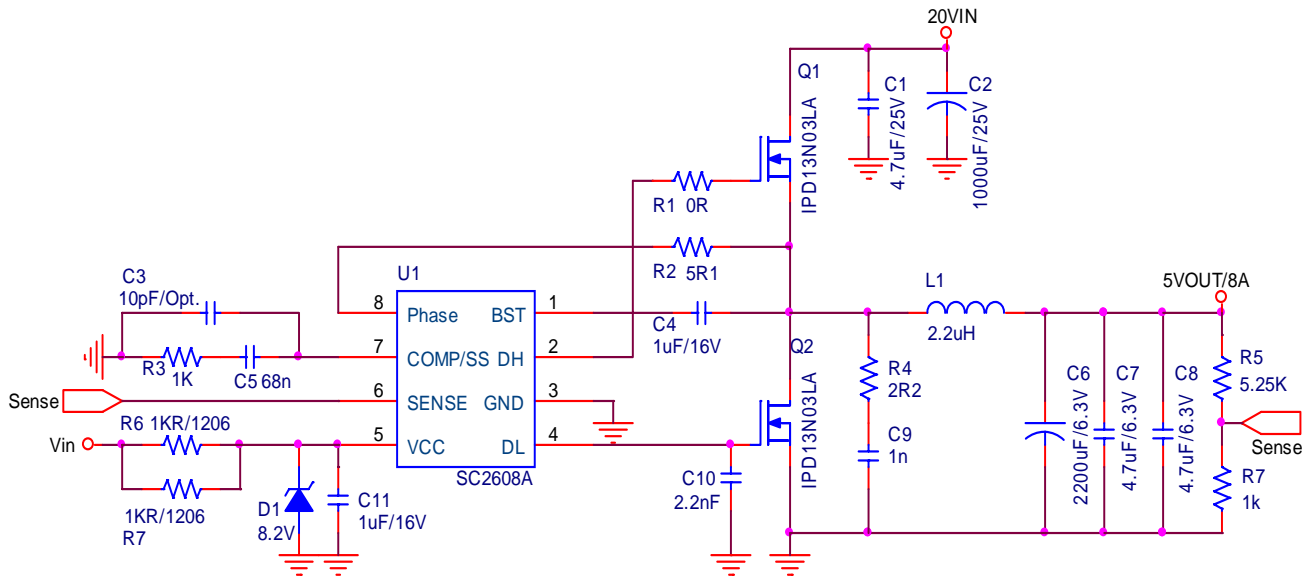 20VIN
Q1
IPD13N03LA
C1
4.7uF/25V
C2
1000uF/25V
R1 0R
R2 5R1
C3
10pF/Opt.
U1
8 Phase BST 1
7 COMP/SS DH 2
6 SENSE GND 3
5 VCC DL 4
SC2608A
R3 1K
C5 68n
Sense
R6 1KR/1206
Vin
1KR/1206
R7
D1
8.2V
C11
1uF/16V
C4
1uF/16V
Q2
IPD13N03LA
C10
2.2nF
R4
2R2
C9
1n
L1
2.2uH
5VOUT/8A
C6
2200uF/6.3V
C7
4.7uF/6.3V
C8
4.7uF/6.3V
R5
5.25K
Sense
R7
1k